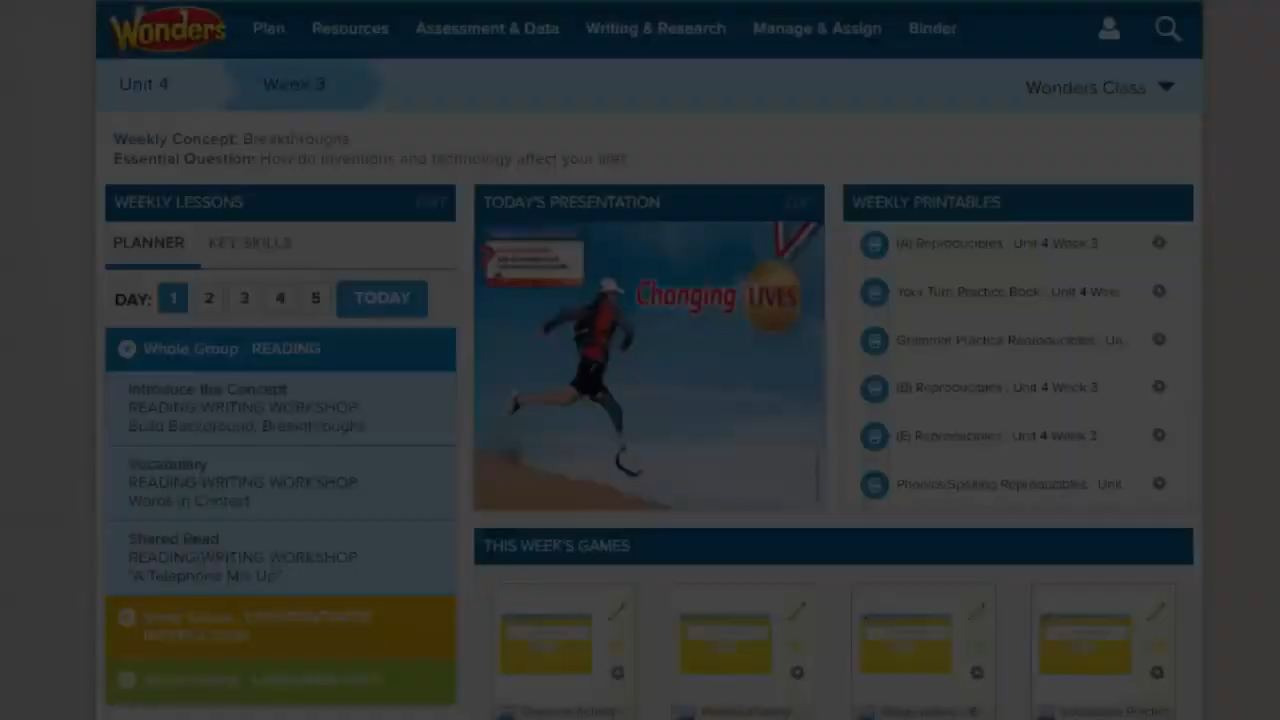 Wonders
Plan
Resources
Assessment & Data
Writing & Research
Manage & Assign
Binder
Unit 4
Week 3
Wonders Class
Weekly Concept: Breakthroughs
Essential Question: How do inventions and technology affect your life?
WEEKLY LESSONS
EDIT
PLANNER
KEY SKILLS
DAY:
1
2
3
4
5
TODAY
Whole Group - READING
Introduce the Concept
READING/WRITING WORKSHOP:
Build Background, Breakthroughs
Vocabulary
READING/WRITING WORKSHOP:
Words in Context
Shared Read
READING/WRITING WORKSHOP:
"A Telephone Mix-Up"
TODAY'S PRESENTATION
EDIT
Changing LIVES
WEEKLY PRINTABLES
(A) Reproducibles : Unit 4 Week 3
Your Turn Practice Book : Unit 4 Wee
Grammar Practice Reproducibles : Un
(B) Reproducibles : Unit 4 Week 3
(E) Reproducibles : Unit 4 Week 3
Phonics/Spelling Reproducibles : Unit
THIS WEEK'S GAMES